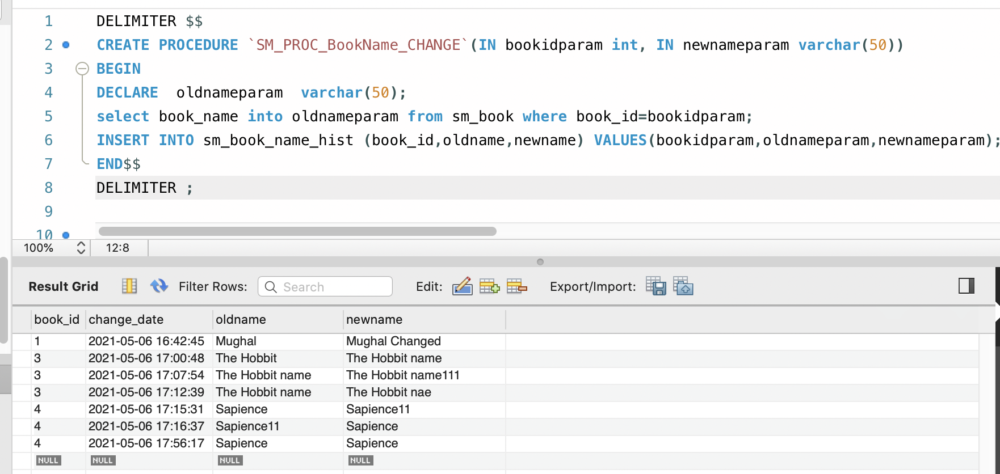 1 DELIMITER $$
2 CREATE PROCEDURE `SM_PROC_BookName_CHANGE`(IN bookidparam int, IN newnameparam varchar(50))
3 BEGIN
4 DECLARE  oldnameparam  varchar(50);
5 select book_name into oldnameparam from sm_book where book_id=bookidparam;
6 INSERT INTO sm_book_name_hist (book_id,oldname,newname) VALUES(bookidparam,oldnameparam,newnameparam);
7 END$$
8 DELIMITER ;
9
10
100% 12:8
Result Grid Filter Rows: Search Edit: Export/Import:
book_id change_date oldname newname
1 2021-05-06 16:42:45 Mughal Mughal Changed
3 2021-05-06 17:00:48 The Hobbit The Hobbit name
3 2021-05-06 17:07:54 The Hobbit name The Hobbit name111
3 2021-05-06 17:12:39 The Hobbit name The Hobbit nae
4 2021-05-06 17:15:31 Sapience Sapience11
4 2021-05-06 17:16:37 Sapience11 Sapience
4 2021-05-06 17:56:17 Sapience Sapience
NULL NULL NULL NULL